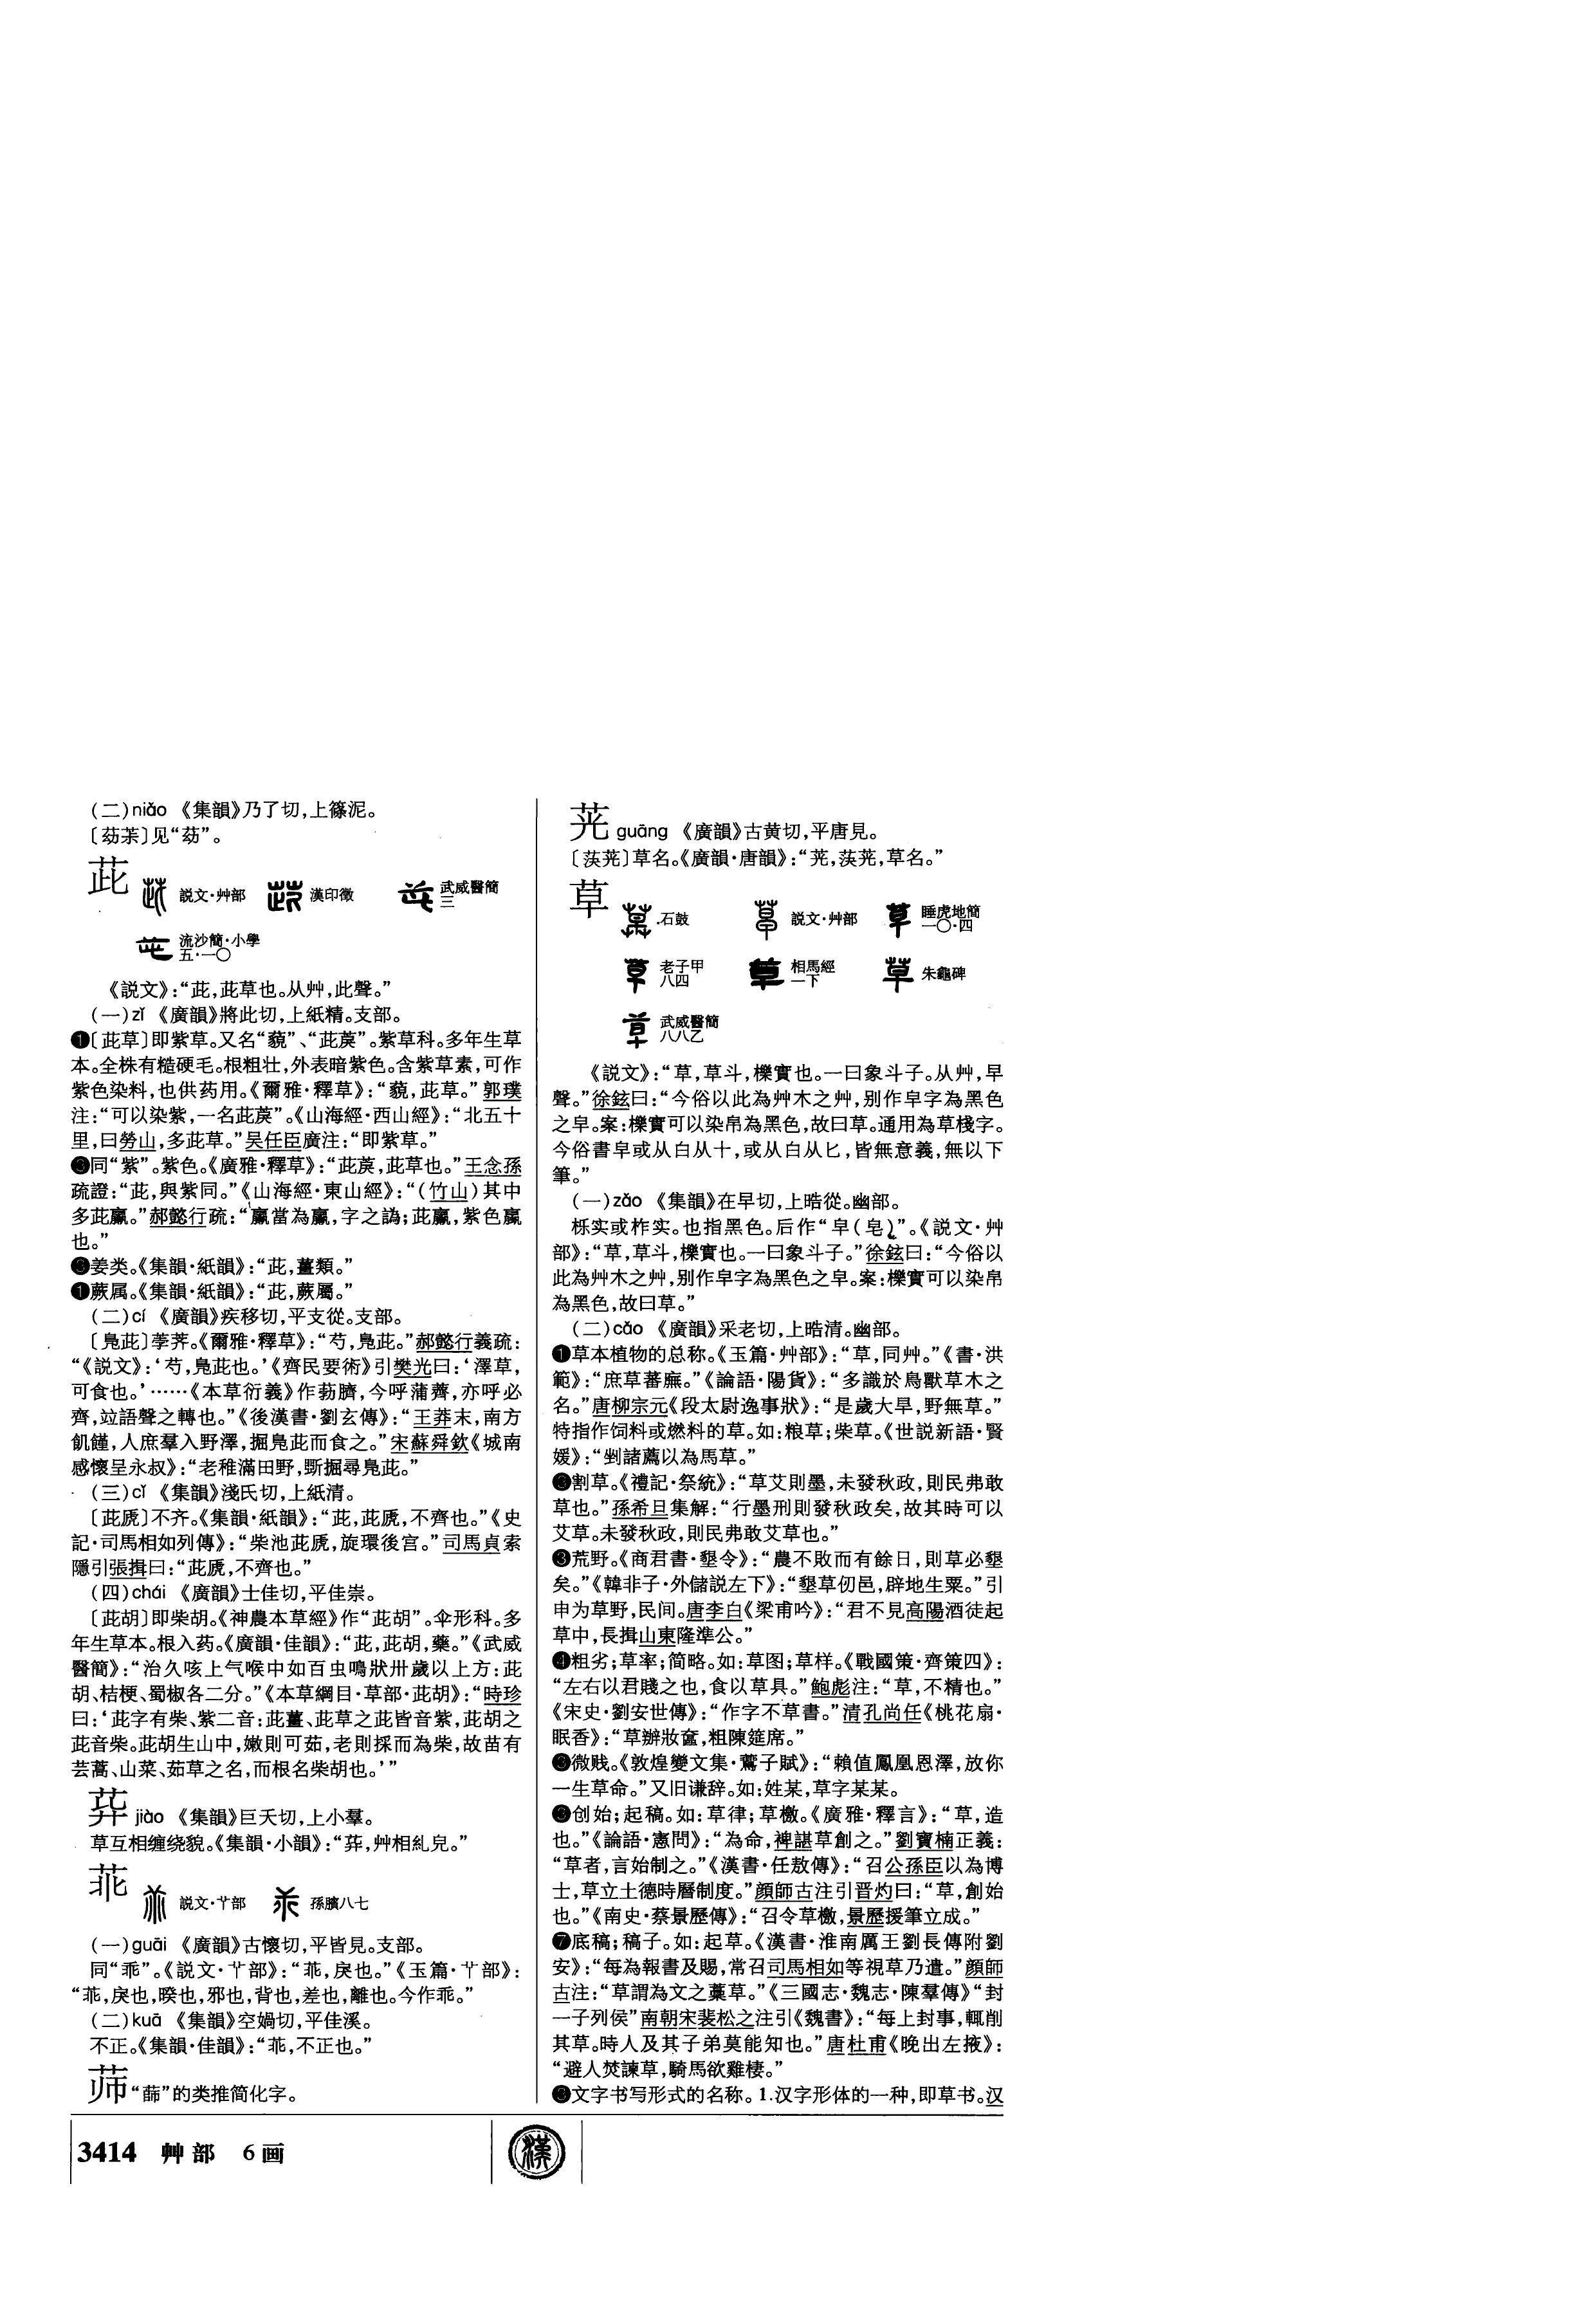 (二)niǎo 《集韻》乃了切,上篠泥。
〔茐䒒〕见“茐”。
茈 説文·艸部 漢印徵 武威醫簡三
流沙簡·小學五·一〇
《説文》:“茈,茈草也。从艸,此聲。”
(一)zǐ 《廣韻》將此切,上紙精。支部。
❶〔茈草〕即紫草。又名“藐”、“茈䓞”。紫草科。多年生草
本。全株有糙硬毛。根粗壮,外表暗紫色。含紫草素,可作
紫色染料,也供药用。《爾雅·釋草》:“藐,茈草。”郭璞
注:“可以染紫,一名茈䓞”。《山海經·西山經》:“北五十
里,曰勞山,多茈草。”吴任臣廣注:“即紫草。”
❷同“紫”。紫色。《廣雅·釋草》:“茈䓞,茈草也。”王念孫
疏證:“茈,與紫同。”《山海經·東山經》:“(竹山)其中
多茈蠃。”郝懿行疏:“蠃當為蠃,字之譌;茈蠃,紫色蠃
也。”
❸姜类。《集韻·紙韻》:“茈,薑類。”
❹蕨属。《集韻·紙韻》:“茈,蕨屬。”
(二)cí 《廣韻》疾移切,平支從。支部。
〔凫茈〕荸荠。《爾雅·釋草》:“芍,凫茈。”郝懿行義疏:
“《説文》:‘芍,凫茈也。’《齊民要術》引樊光曰:‘澤草,
可食也。’……《本草衍義》作葧臍,今呼蒲薺,亦呼必
齊,竝語聲之轉也。”《後漢書·劉玄傳》:“王莽末,南方
飢饉,人庶羣入野澤,掘凫茈而食之。”宋蘇舜欽《城南
感懷呈永叔》:“老稚滿田野,斲掘尋凫茈。”
(三)cǐ 《集韻》淺氏切,上紙清。
〔茈虒〕不齐。《集韻·紙韻》:“茈,茈虒,不齊也。”《史
記·司馬相如列傳》:“柴池茈虒,旋環後宫。”司馬貞索
隱引張揖曰:“茈虒,不齊也。”
(四)chái 《廣韻》士佳切,平佳崇。
〔茈胡〕即柴胡。《神農本草經》作“茈胡”。伞形科。多
年生草本。根入药。《廣韻·佳韻》:“茈,茈胡,藥。”《武威
醫簡》:“治久咳上气喉中如百虫鳴狀卅歲以上方:茈
胡、桔梗、蜀椒各二分。”《本草綱目·草部·茈胡》:“時珍
曰:‘茈字有柴、紫二音:茈薑、茈草之茈皆音紫,茈胡之
茈音柴。茈胡生山中,嫩則可茹,老則採而為柴,故苗有
芸蒿、山菜、茹草之名,而根名柴胡也。’”
茻 jiào 《集韻》巨夭切,上小羣。
草互相缠绕貌。《集韻·小韻》:“艸相糺皃。”
菲 説文·𦫳部 孫臏八七
(一)guāi 《廣韻》古懷切,平皆見。支部。
同“乖”。《説文·𦫳部》:“𦮃,戾也。”《玉篇·𦫳部》:
“𦮃,戾也,睽也,邪也,背也,差也,離也。今作乖。”
(二)kuā 《集韻》空媧切,平佳溪。
不正。《集韻·佳韻》:“𦮃,不正也。”
“蒒”的类推简化字。
茪 guāng 《廣韻》古黄切,平唐見。
〔䒷茪〕草名。《廣韻·唐韻》:“茪,䒷茪,草名。”
草 石鼓 説文·艸部 睡虎地簡一〇·四
老子甲八四 相馬經一下 朱龜碑
武威醫簡八八乙
《説文》:“草,草斗,櫟實也。一曰象斗子。从艸,早
聲。”徐鉉曰:“今俗以此為艸木之艸,别作皁字為黑色
之皁。案:櫟實可以染帛為黑色,故曰草。通用為草棧字。
今俗書皁或从白从十,或从白从匕,皆無意義,無以下
筆。”
(一)zǎo 《集韻》在早切,上晧從。幽部。
栎实或柞实。也指黑色。后作“皁(皂)”。《説文·艸
部》:“草,草斗,櫟實也。一曰象斗子。”徐鉉曰:“今俗以
此為艸木之艸,别作皁字為黑色之皁。案:櫟實可以染帛
為黑色,故曰草。”
(二)cǎo 《廣韻》采老切,上晧清。幽部。
❶草本植物的总称。《玉篇·艸部》:“草,同艸。”《書·洪
範》:“庶草蕃廡。”《論語·陽貨》:“多識於鳥獸草木之
名。”唐柳宗元《段太尉逸事狀》:“是歲大旱,野無草。”
特指作饲料或燃料的草。如:粮草;柴草。《世説新語·賢
媛》:“剉諸薦以為馬草。”
❷割草。《禮記·祭統》:“草艾則墨,未發秋政,則民弗敢
草也。”孫希旦集解:“行墨刑則發秋政矣,故其時可以
艾草。未發秋政,則民弗敢艾草也。”
❸荒野。《商君書·墾令》:“農不敗而有餘日,則草必墾
矣。”《韓非子·外儲説左下》:“墾草仞邑,辟地生粟。”引
申为草野,民间。唐李白《梁甫吟》:“君不見高陽酒徒起
草中,長揖山東隆準公。”
❹粗劣;草率;简略。如:草图;草样。《戰國策·齊策四》:
“左右以君賤之也,食以草具。”鮑彪注:“草,不精也。”
《宋史·劉安世傳》:“作字不草書。”清孔尚任《桃花扇·
眠香》:“草辦妝奩,粗陳筵席。”
❺微贱。《敦煌變文集·鷰子賦》:“賴值鳳凰恩澤,放你
一生草命。”又旧谦辞。如:姓某,草字某某。
❻创始;起稿。如:草律;草檄。《廣雅·釋言》:“草,造
也。”《論語·憲問》:“為命,裨諶草創之。”劉寶楠正義:
“草者,言始制之。”《漢書·任敖傳》:“召公孫臣以為博
士,草立土德時曆制度。”顔師古注引晋灼曰:“草,創始
也。”《南史·蔡景歷傳》:“召令草檄,景歷援筆立成。”
❼底稿;稿子。如:起草。《漢書·淮南厲王劉長傳附劉
安》:“每為報書及賜,常召司馬相如等視草乃遣。”顔師
古注:“草謂為文之藁草。”《三國志·魏志·陳羣傳》“封
一子列侯”南朝宋裴松之注引《魏書》:“每上封事,輒削
其草。時人及其子弟莫能知也。”唐杜甫《晚出左掖》:
“避人焚諫草,騎馬欲雞棲。”
❽文字书写形式的名称。1.汉字形体的一种,即草书。汉
3414 艸部 6画
漢